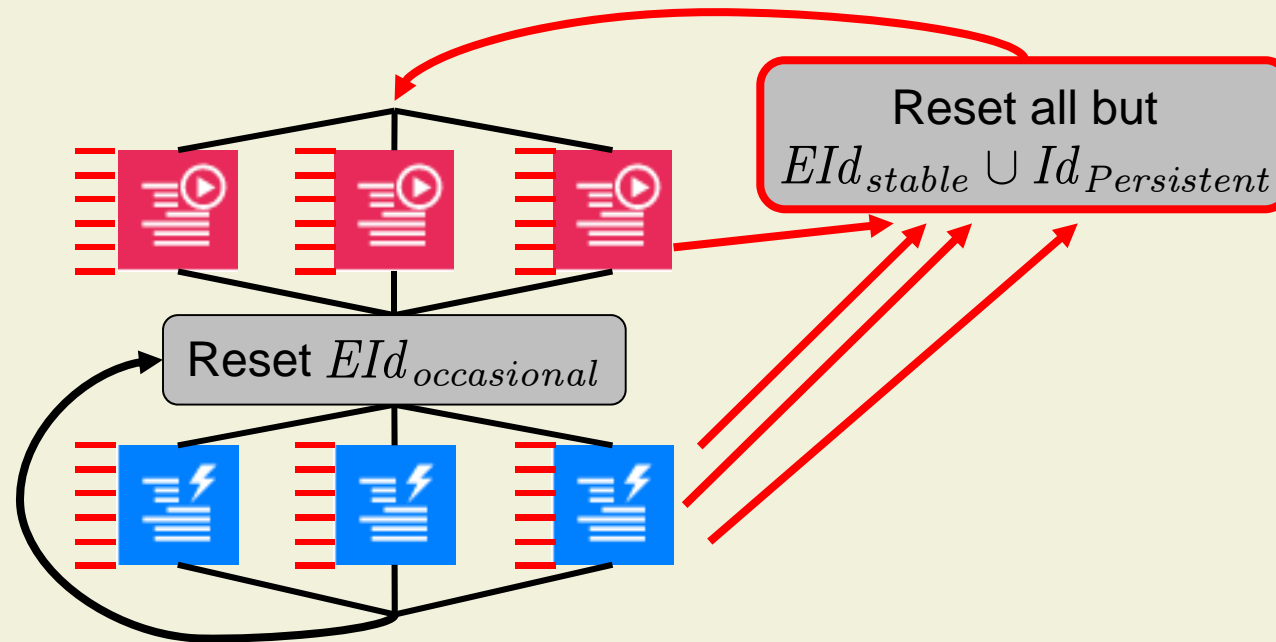 Reset all but
EId_stable ∪ Id_Persistent
Reset EId_occasional